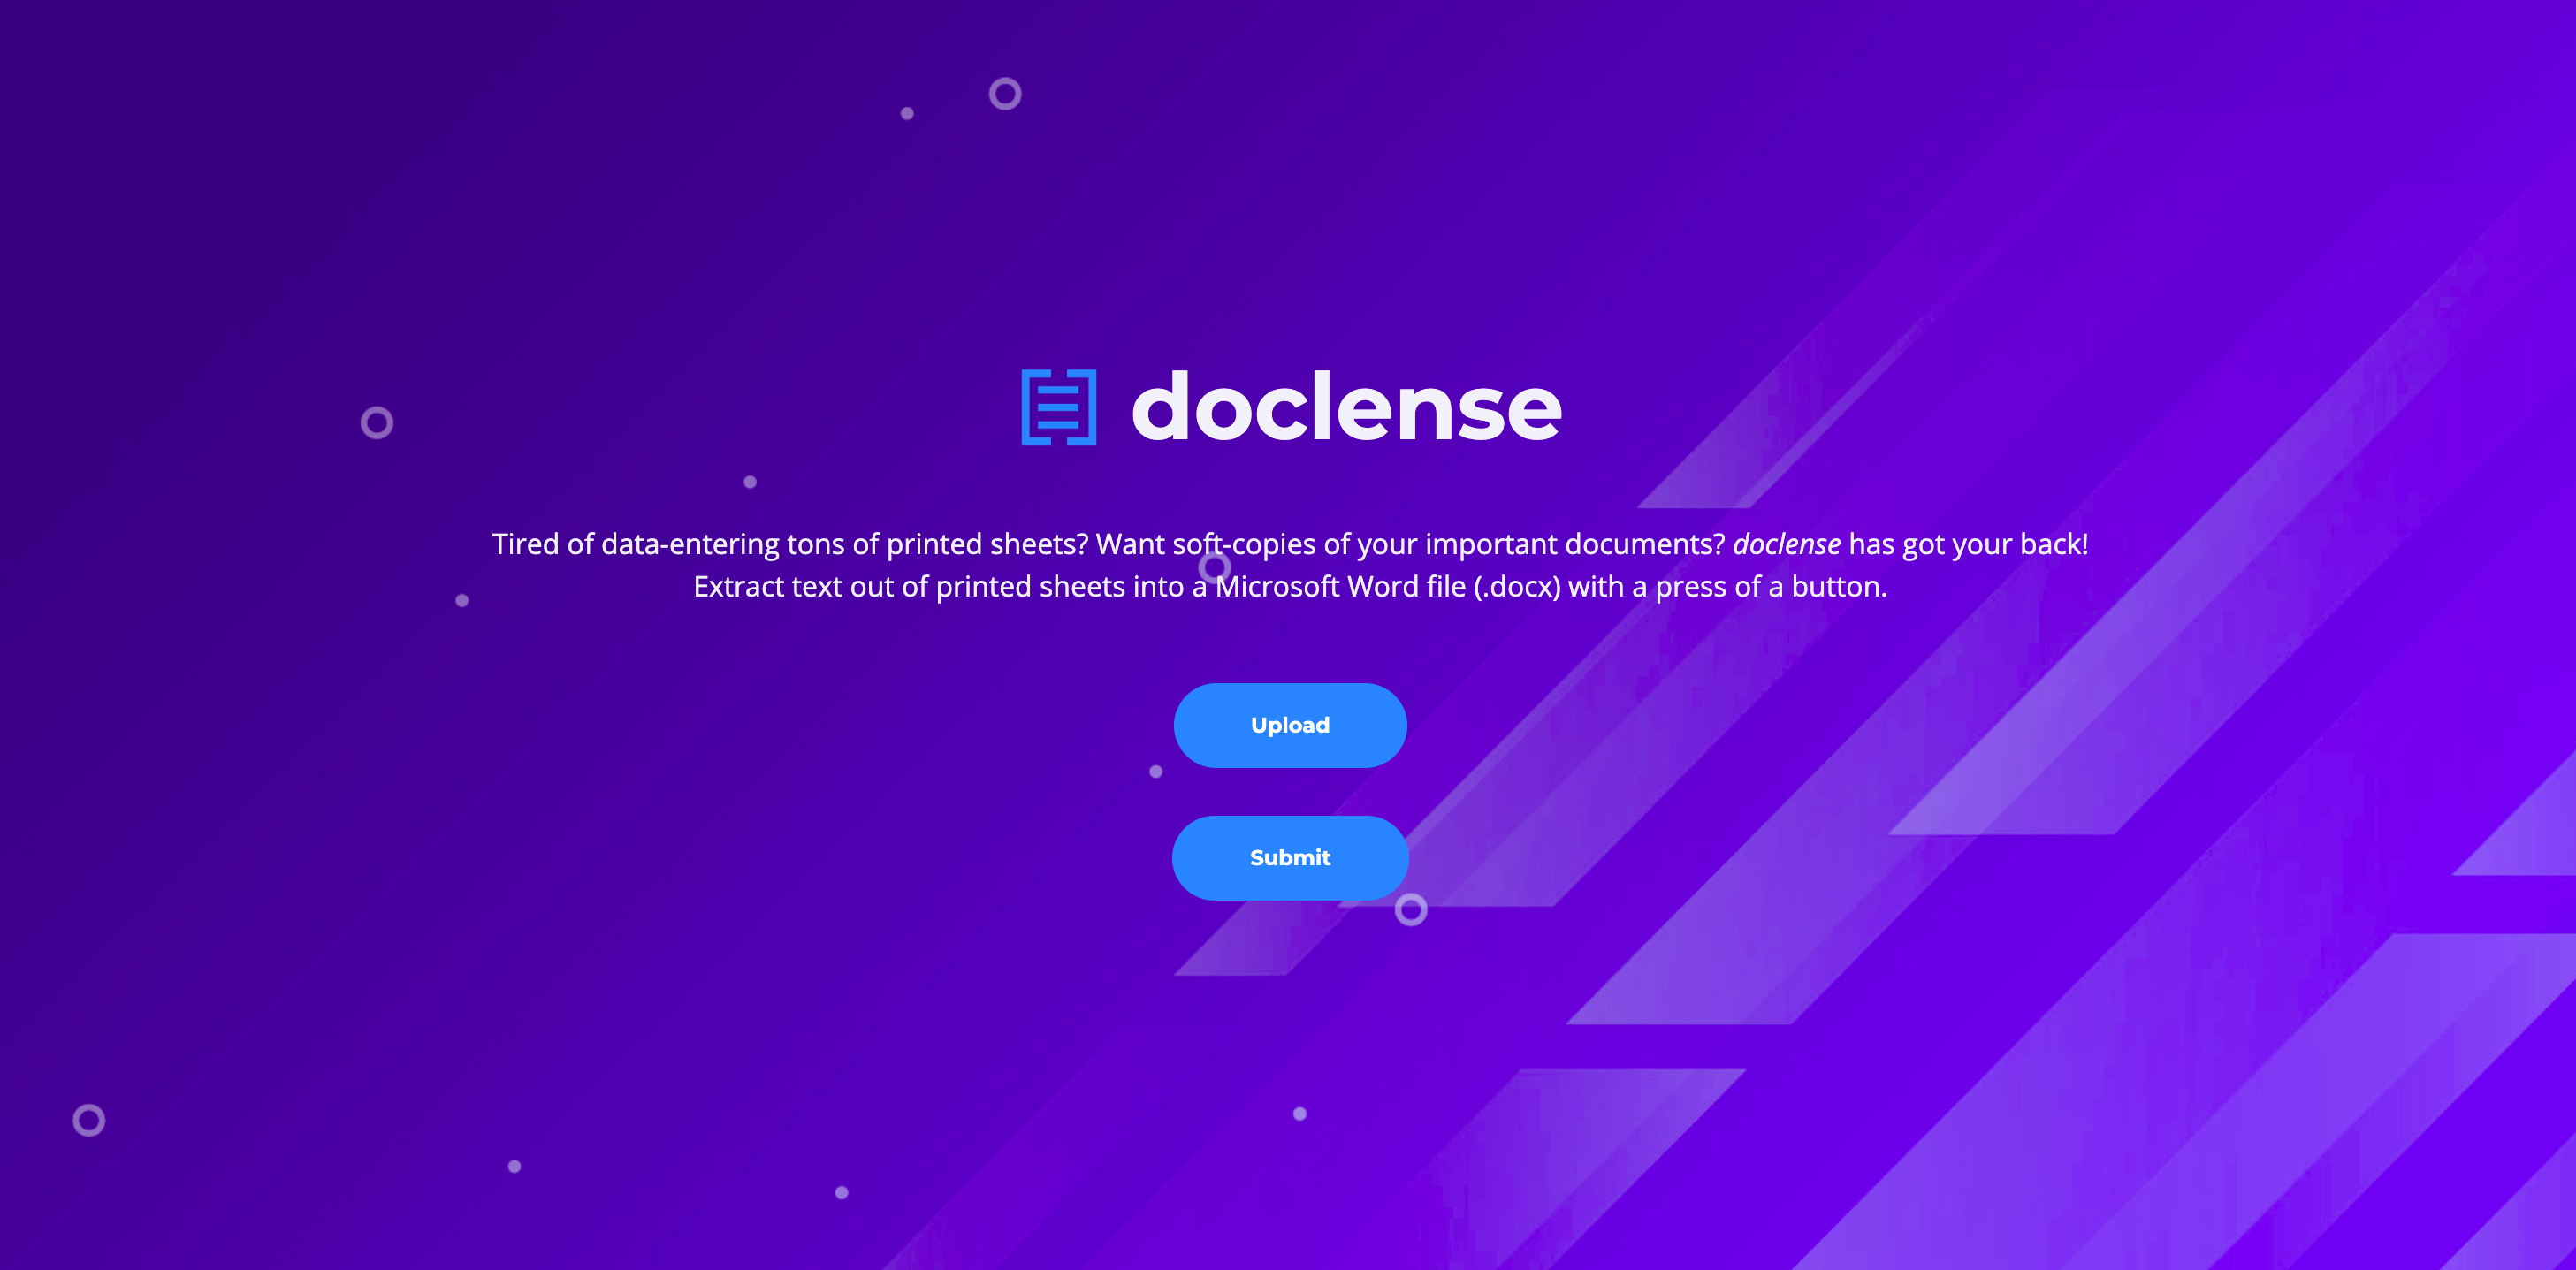 doclense
Tired of data-entering tons of printed sheets? Want soft-copies of your important documents? doclense has got your back!
Extract text out of printed sheets into a Microsoft Word file (.docx) with a press of a button.
Upload
Submit